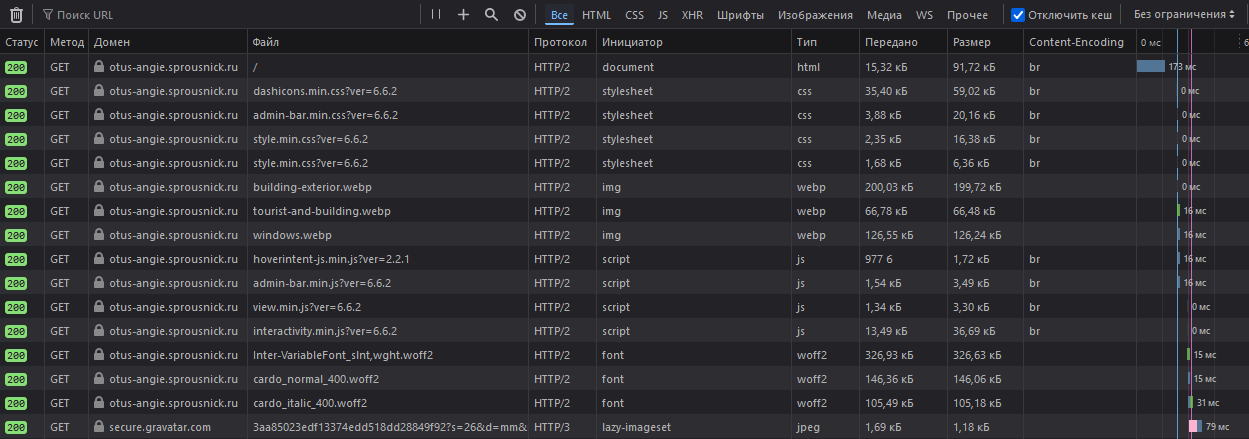 Поиск URL Все HTML CSS JS XHR Шрифты Изображения Медиа WS Прочее Отключить кеш Без ограничения
Статус Метод Домен Файл Протокол Инициатор Тип Передано Размер Content-Encoding 0 мс 6
200 GET otus-angie.sprousnick.ru / HTTP/2 document html 15,32 кБ 91,72 кБ br 173 мс
200 GET otus-angie.sprousnick.ru dashicons.min.css?ver=6.6.2 HTTP/2 stylesheet css 35,40 кБ 59,02 кБ br 0 мс
200 GET otus-angie.sprousnick.ru admin-bar.min.css?ver=6.6.2 HTTP/2 stylesheet css 3,88 кБ 20,16 кБ br 0 мс
200 GET otus-angie.sprousnick.ru style.min.css?ver=6.6.2 HTTP/2 stylesheet css 2,35 кБ 16,38 кБ br 0 мс
200 GET otus-angie.sprousnick.ru style.min.css?ver=6.6.2 HTTP/2 stylesheet css 1,68 кБ 6,36 кБ br 0 мс
200 GET otus-angie.sprousnick.ru building-exterior.webp HTTP/2 img webp 200,03 кБ 199,72 кБ 0 мс
200 GET otus-angie.sprousnick.ru tourist-and-building.webp HTTP/2 img webp 66,78 кБ 66,48 кБ 16 мс
200 GET otus-angie.sprousnick.ru windows.webp HTTP/2 img webp 126,55 кБ 126,24 кБ 16 мс
200 GET otus-angie.sprousnick.ru hoverintent-js.min.js?ver=2.2.1 HTTP/2 script js 977 б 1,72 кБ br 16 мс
200 GET otus-angie.sprousnick.ru admin-bar.min.js?ver=6.6.2 HTTP/2 script js 1,54 кБ 3,49 кБ br 16 мс
200 GET otus-angie.sprousnick.ru view.min.js?ver=6.6.2 HTTP/2 script js 1,34 кБ 3,30 кБ br 0 мс
200 GET otus-angie.sprousnick.ru interactivity.min.js?ver=6.6.2 HTTP/2 script js 13,49 кБ 36,69 кБ br 0 мс
200 GET otus-angie.sprousnick.ru Inter-VariableFont_slnt,wght.woff2 HTTP/2 font woff2 326,93 кБ 326,63 кБ 15 мс
200 GET otus-angie.sprousnick.ru cardo_normal_400.woff2 HTTP/2 font woff2 146,36 кБ 146,06 кБ 15 мс
200 GET otus-angie.sprousnick.ru cardo_italic_400.woff2 HTTP/2 font woff2 105,49 кБ 105,18 кБ 31 мс
200 GET secure.gravatar.com 3aa85023edf13374edd518dd28849f92?s=26&d=mm& HTTP/3 lazy-imageset jpeg 1,69 кБ 1,18 кБ 79 мс